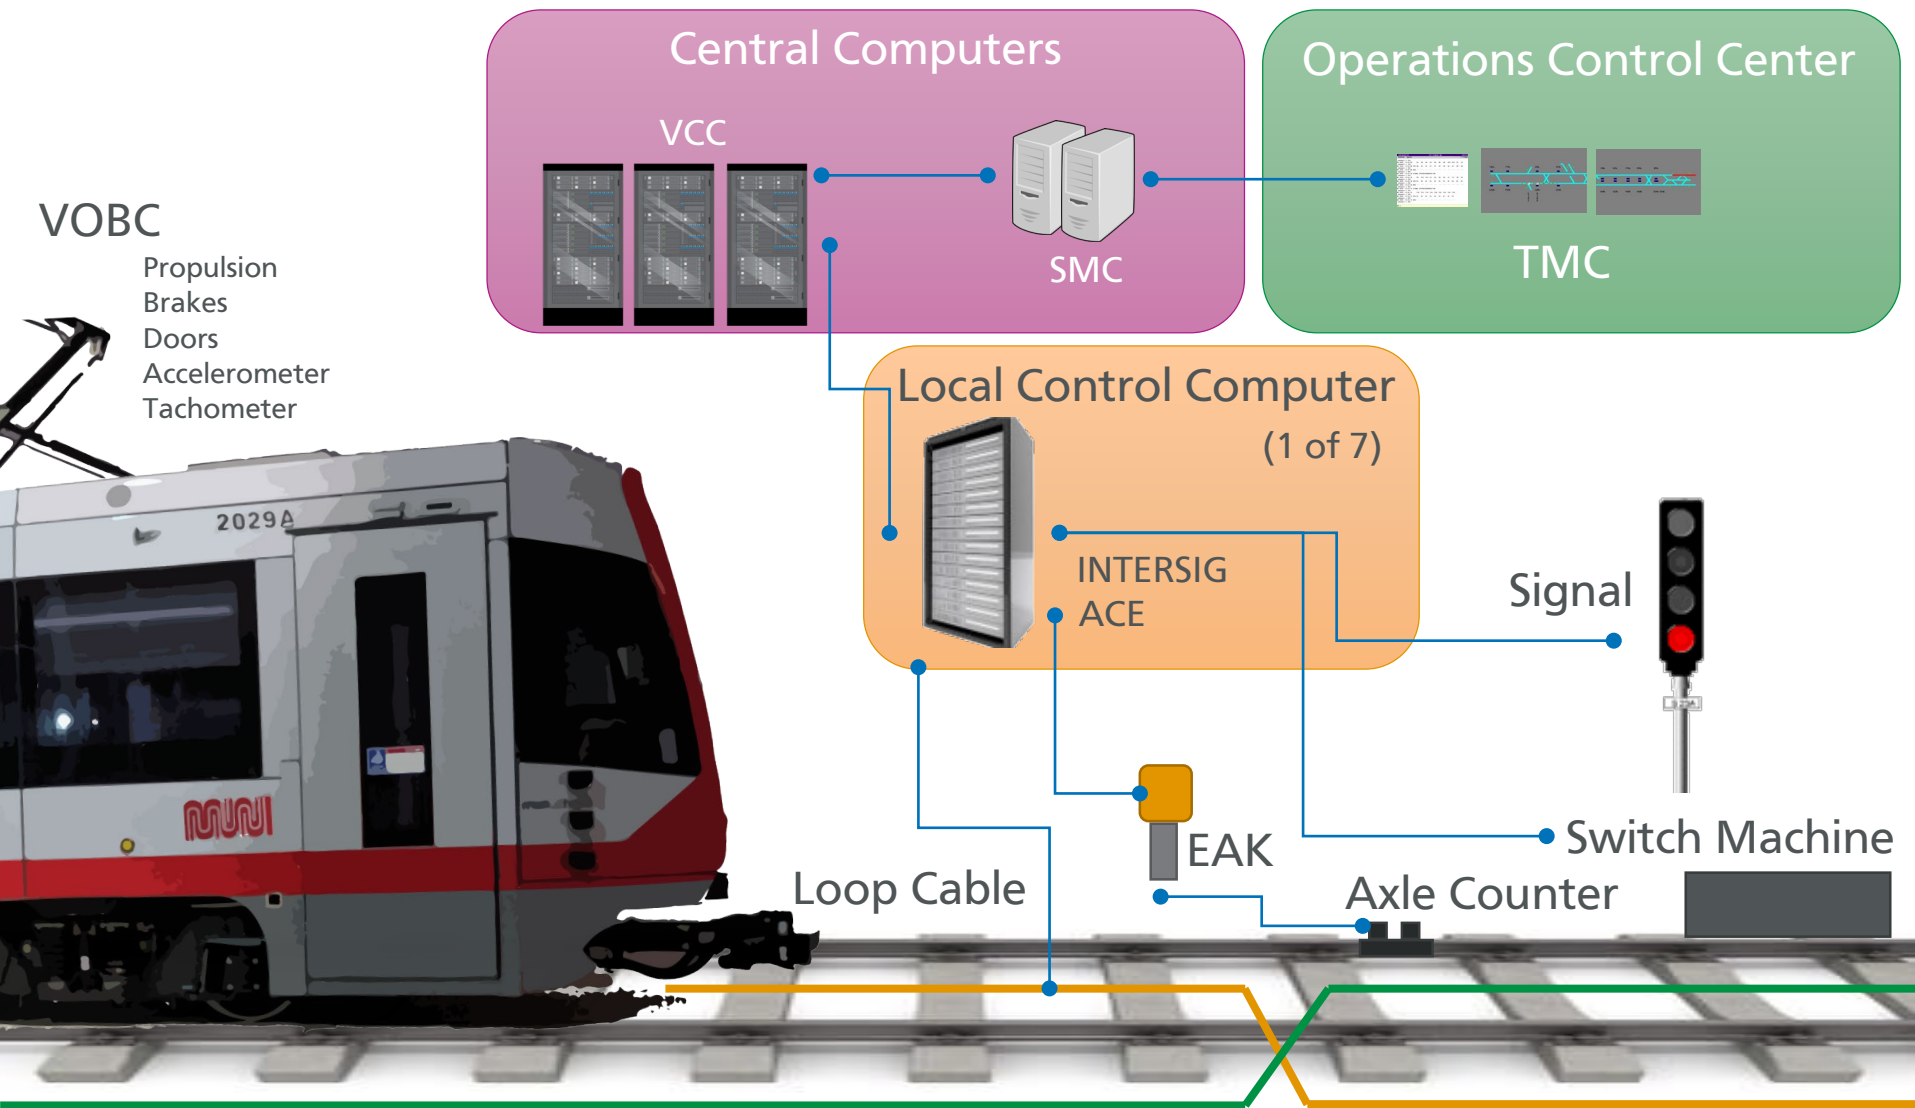 Central Computers
Operations Control Center
VCC
SMC
TMC
VOBC
Propulsion
Brakes
Doors
Accelerometer
Tachometer
Local Control Computer
(1 of 7)
2029A
INTERSIG
ACE
Signal
MUNI
EAK
Switch Machine
Loop Cable
Axle Counter